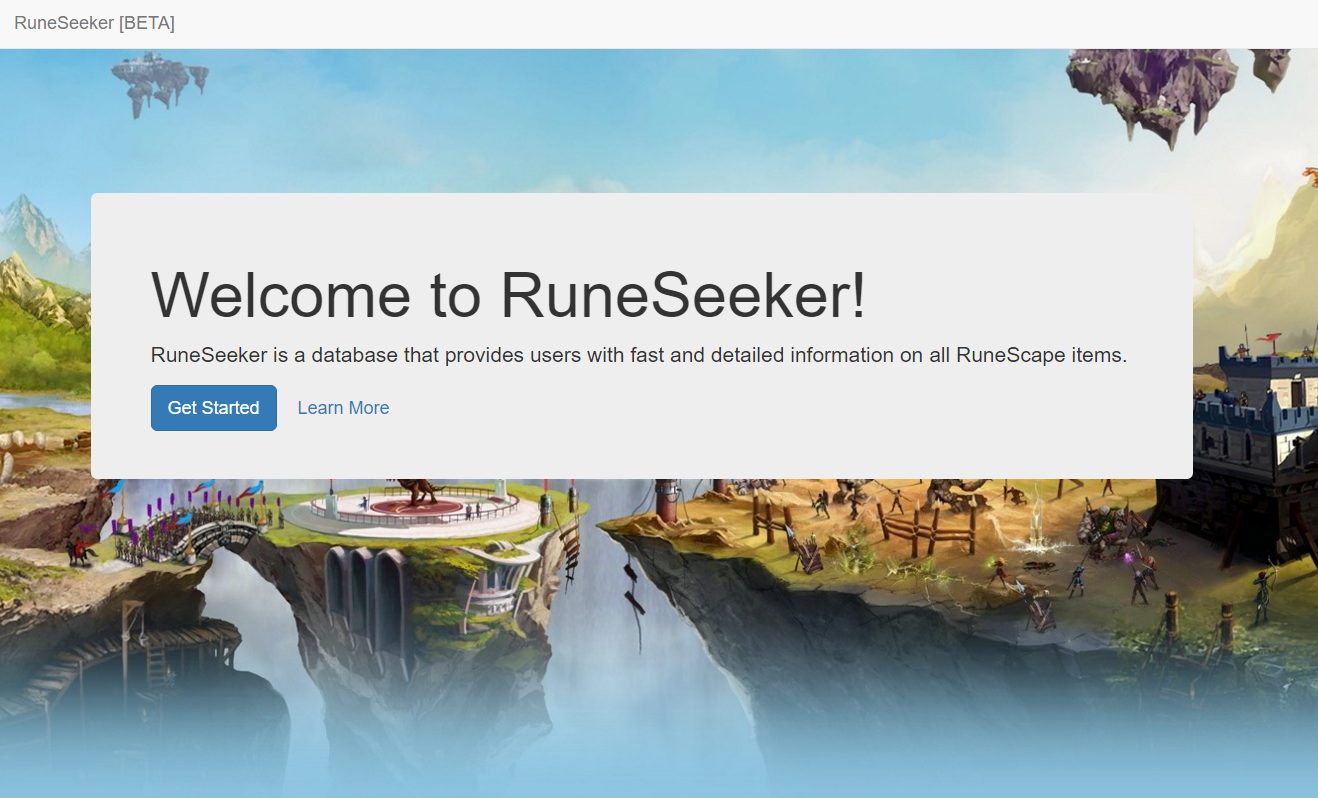 RuneSeeker [BETA]
Welcome to RuneSeeker!
RuneSeeker is a database that provides users with fast and detailed information on all RuneScape items.
Get Started
Learn More